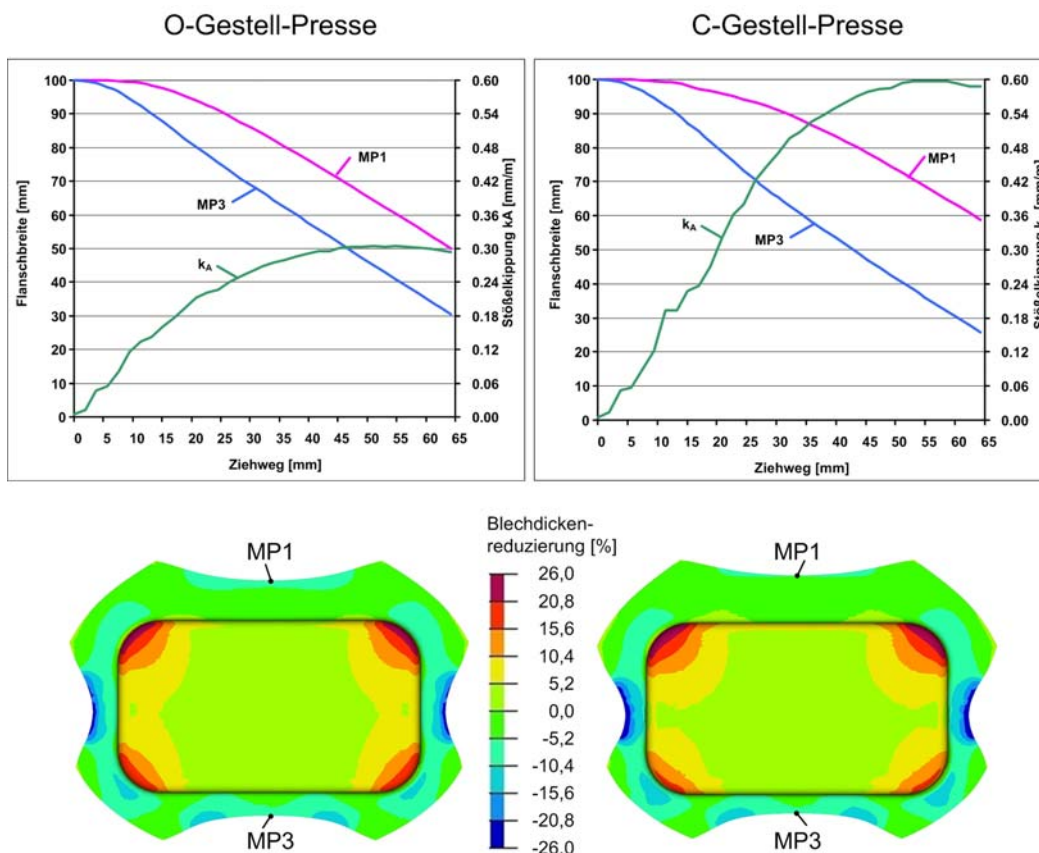 O-Gestell-Presse
C-Gestell-Presse
Flanschbreite [mm]
100
90
80
70
60
50
40
30
20
10
0
MP1
MP3
kA
0.60
0.54
0.48
0.42
0.36
0.30
0.24
0.18
0.12
0.06
0.00
Stößelkippung kA [mm/m]
0 5 10 15 20 25 30 35 40 45 50 55 60 65
Ziehweg [mm]
Flanschbreite [mm]
100
90
80
70
60
50
40
30
20
10
0
kA
MP1
MP3
0.60
0.54
0.48
0.42
0.36
0.30
0.24
0.18
0.12
0.06
0.00
Stößelkippung k [mm/m]
0 5 10 15 20 25 30 35 40 45 50 55 60 65
Ziehweg [mm]
MP1
MP3
Blechdicken-
reduzierung [%]
26,0
20,8
15,6
10,4
5,2
0,0
-5,2
-10,4
-15,6
-20,8
-26,0
MP1
MP3